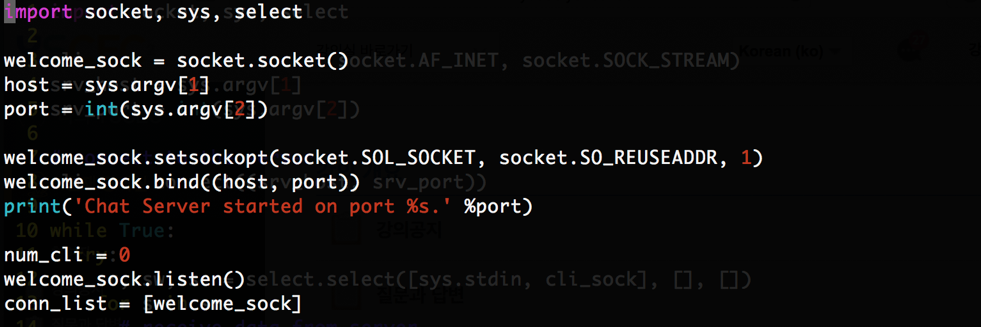 import socket, sys, select
welcome_sock = socket.socket()
host = sys.argv[1]
port = int(sys.argv[2])
welcome_sock.setsockopt(socket.SOL_SOCKET, socket.SO_REUSEADDR, 1)
welcome_sock.bind((host, port))
print('Chat Server started on port %s.' %port)
num_cli = 0
welcome_sock.listen()
conn_list = [welcome_sock]